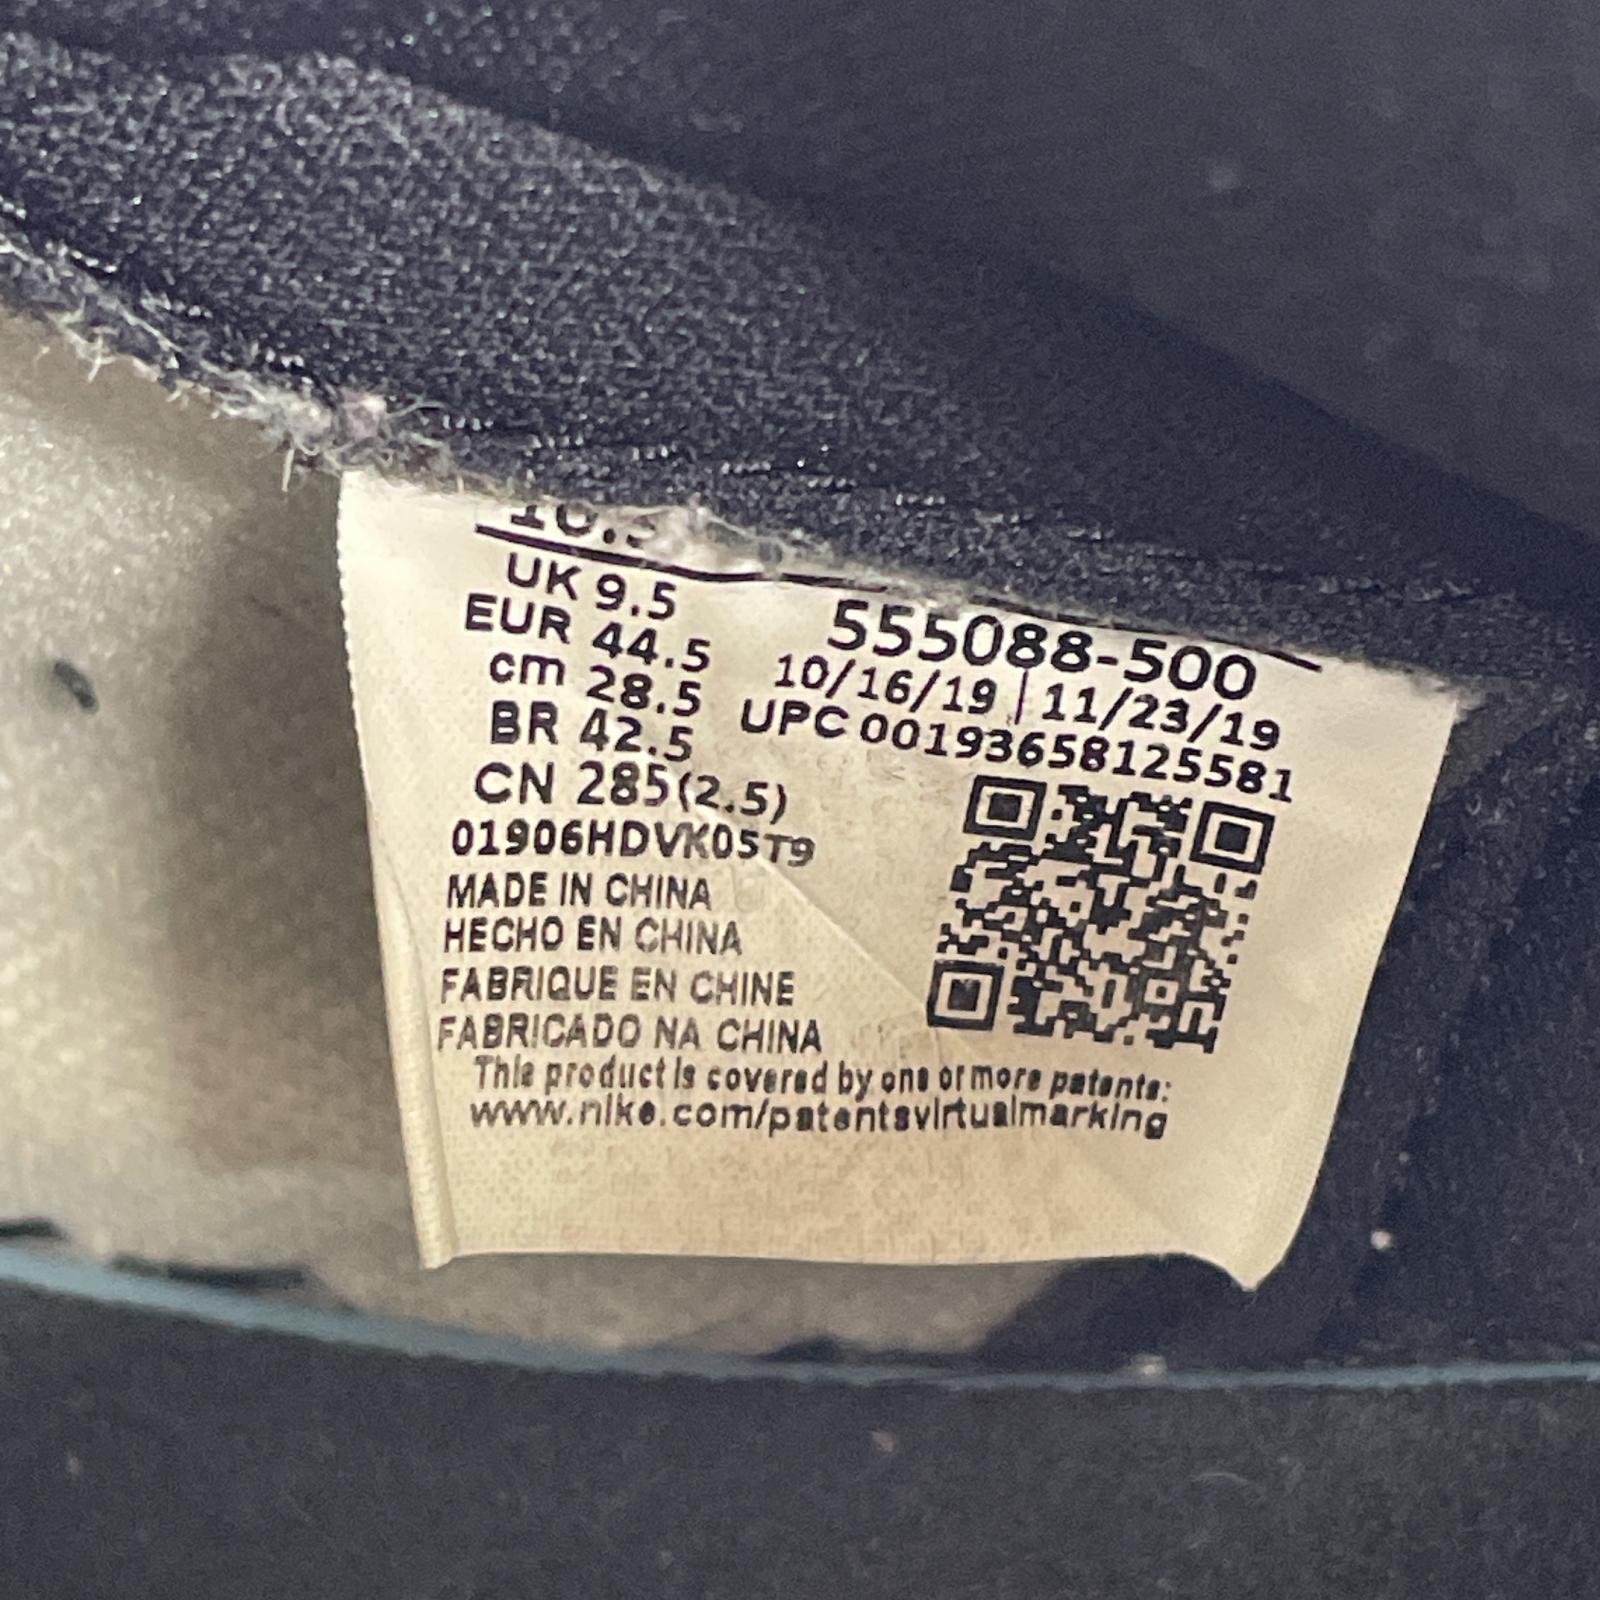 10.5
UK 9.5
EUR 44.5
cm 28.5
BR 42.5
CN 285(2.5)
01906HDVK05T9
555088-500
10/16/19 | 11/23/19
UPC 00193658125581
MADE IN CHINA
HECHO EN CHINA
FABRIQUE EN CHINE
FABRICADO NA CHINA
This product is covered by one or more patents:
www.nike.com/patentsvirtualmarking